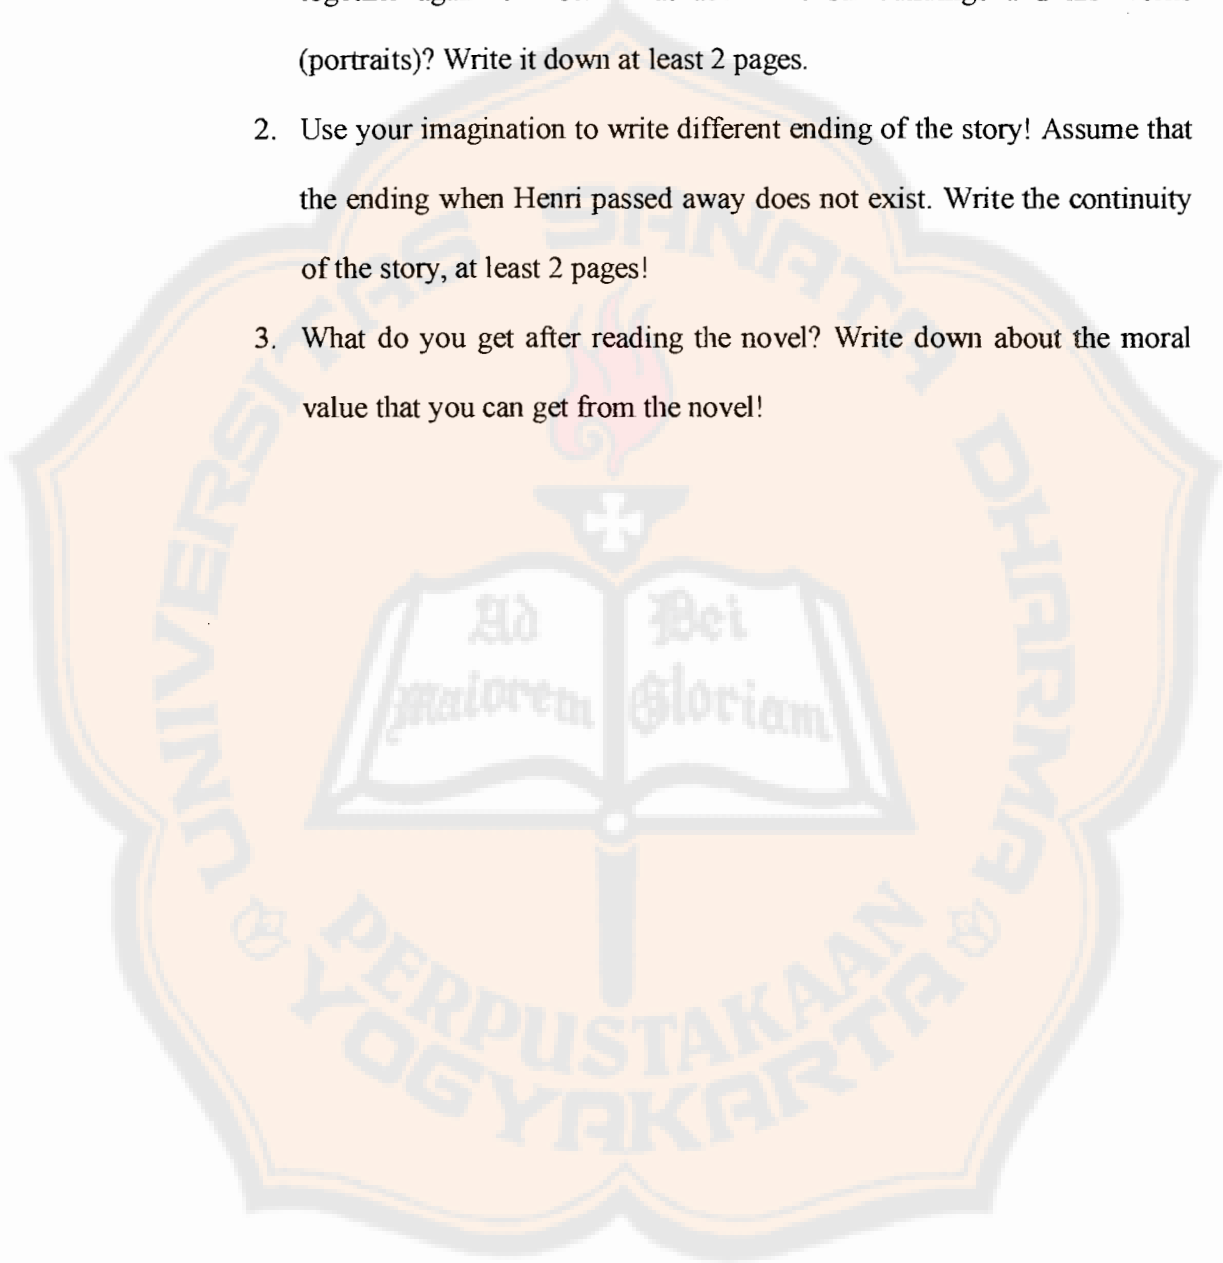 (portraits)? Write it down at least 2 pages.
2. Use your imagination to write different ending of the story! Assume that
the ending when Henri passed away does not exist. Write the continuity
of the story, at least 2 pages!
3. What do you get after reading the novel? Write down about the moral
value that you can get from the novel!
UNIVERSITAS SANATA DHARMA
Ad Dei
Maiorem Gloriam
PERPUSTAKAAN
YOGYAKARTA